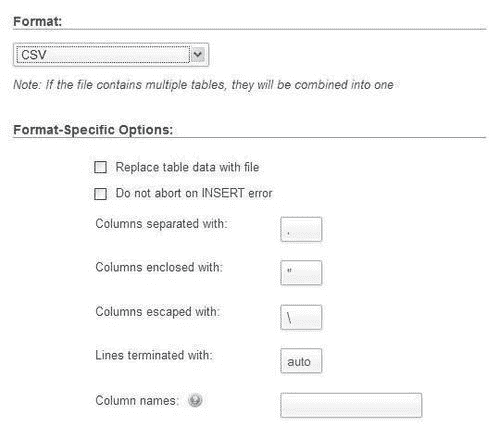 Format:
CSV
Note: If the file contains multiple tables, they will be combined into one
Format-Specific Options:
Replace table data with file
Do not abort on INSERT error
Columns separated with: ,
Columns enclosed with: "
Columns escaped with: \
Lines terminated with: auto
Column names: